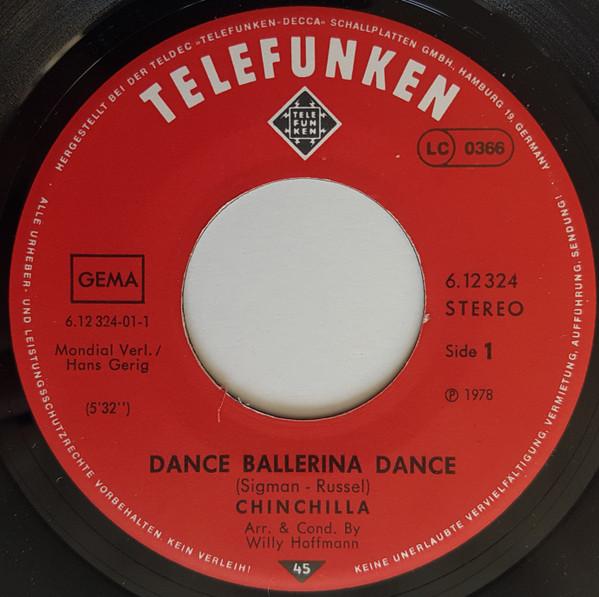 · HERGESTELLT BEI DER TELDEC »TELEFUNKEN-DECCA« SCHALLPLATTEN GMBH, HAMBURG 19, GERMANY ·
TELEFUNKEN
TELE
FUN
KEN
LC 0366
GEMA
6.12 324-01-1
Mondial Verl./
Hans Gerig
(5'32")
6.12 324
STEREO
Side 1
℗ 1978
DANCE BALLERINA DANCE
(Sigman - Russel)
CHINCHILLA
Arr. & Cond. By
Willy Hoffmann
45
ALLE URHEBER- UND LEISTUNGSSCHUTZRECHTE VORBEHALTEN. KEIN VERLEIH!
KEINE UNERLAUBTE VERVIELFÄLTIGUNG, VERMIETUNG, AUFFÜHRUNG, SENDUNG!